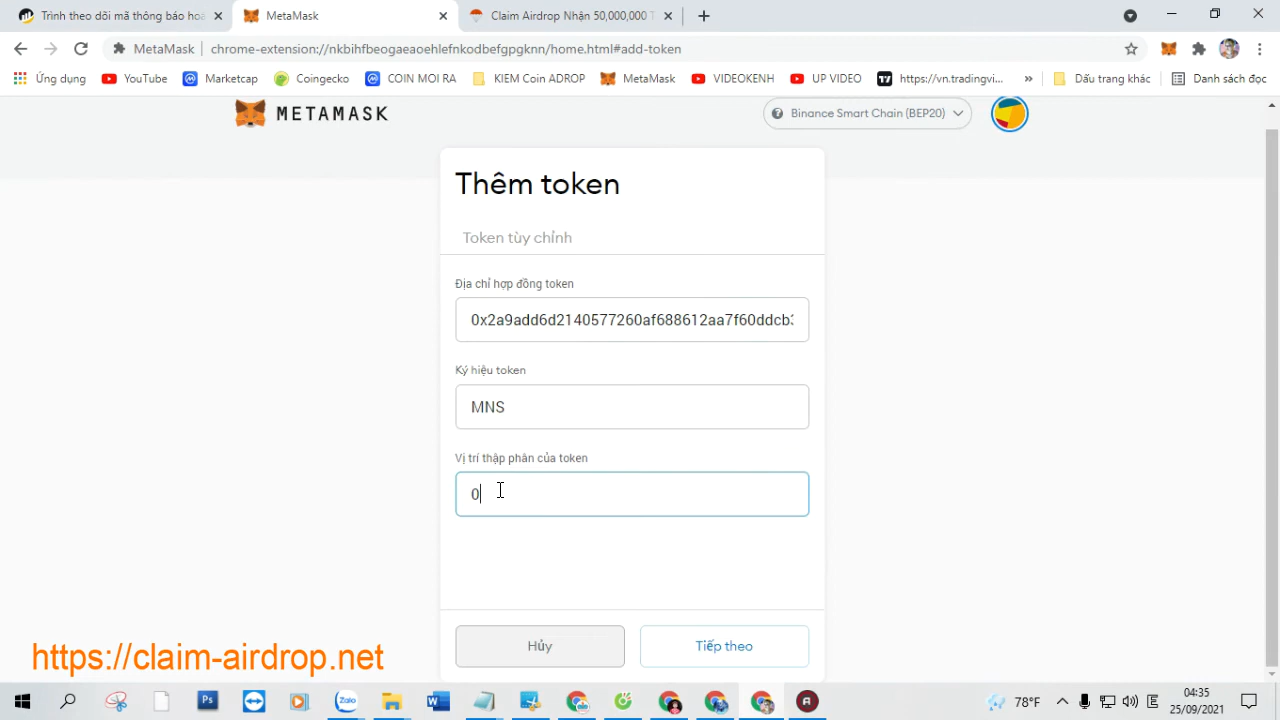 Trình theo dõi mã thông báo hoà
MetaMask
Claim Airdrop Nhận 50,000,000 T
MetaMask
chrome-extension://nkbihfbeogaeaoehlefnkodbefgpgknn/home.html#add-token
Ứng dụng
YouTube
Marketcap
Coingecko
COIN MOI RA
KIEM Coin ADROP
MetaMask
VIDEOKENH
UP VIDEO
https://vn.tradingvi...
»
Dấu trang khác
Danh sách đọc
METAMASK
Binance Smart Chain (BEP20)
Thêm token
Token tùy chỉnh
Địa chỉ hợp đồng token
0x2a9add6d2140577260af688612aa7f60ddcb3
Ký hiệu token
MNS
Vị trí thập phân của token
0
Hủy
Tiếp theo
https://claim-airdrop.net
78°F
04:35
25/09/2021